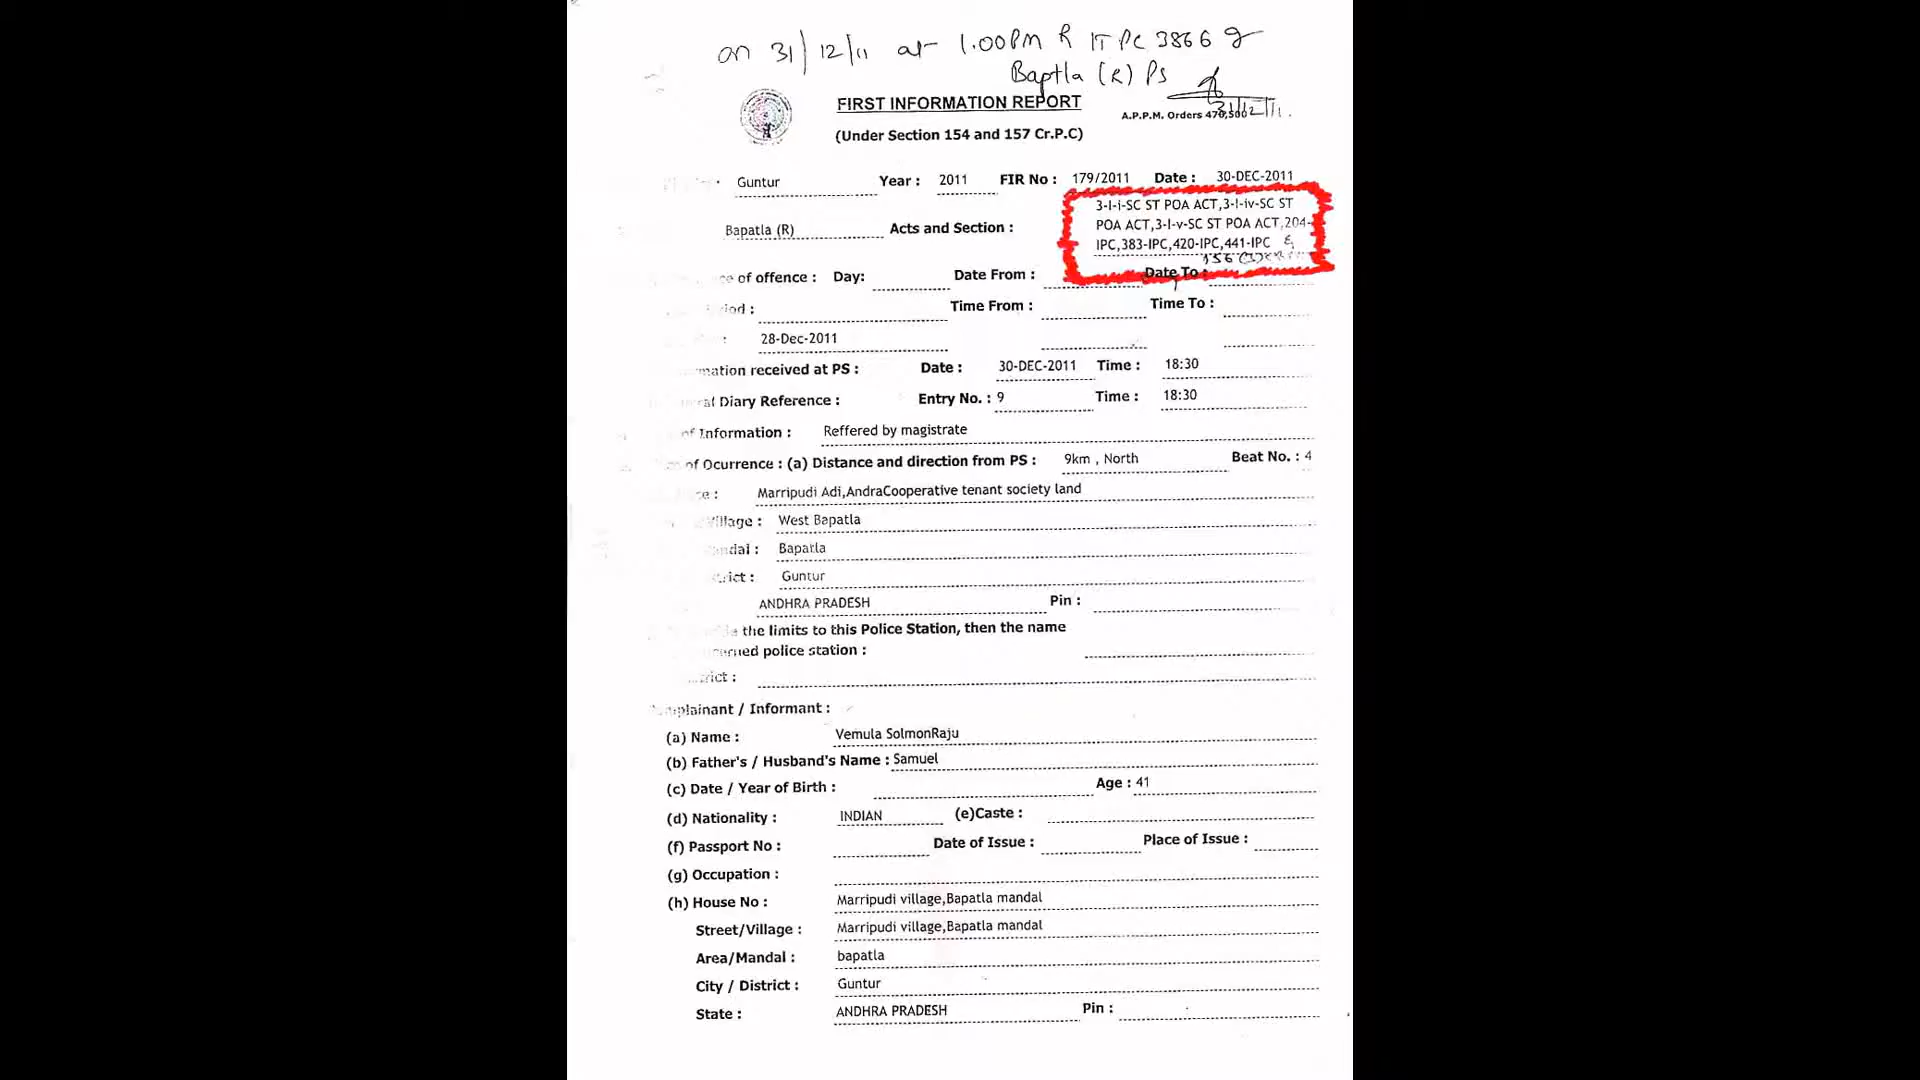 on 31/12/11 at 1.00PM
Baptla (R) PS
FIRST INFORMATION REPORT
A.P.P.M. Orders 470,500
31/12/11.
(Under Section 154 and 157 Cr.P.C)
Guntur Year : 2011 FIR No : 179/2011 Date : 30-DEC-2011
3-I-i-SC ST POA ACT,3-I-iv-SC ST
Bapatla (R) Acts and Section : POA ACT,3-I-v-SC ST POA ACT,204-
IPC,383-IPC,420-IPC,441-IPC &
of offence : Day: Date From : Date To :
Time From : Time To :
28-Dec-2011
received at PS : Date : 30-DEC-2011 Time : 18:30
Diary Reference : Entry No. : 9 Time : 18:30
of Information : Reffered by magistrate
of Ocurrence : (a) Distance and direction from PS : 9km , North Beat No. : 4
Marripudi Adi,AndraCooperative tenant society land
Village : West Bapatla
Bapatla
Guntur
ANDHRA PRADESH Pin :
the limits to this Police Station, then the name
police station :
Complainant / Informant :
(a) Name : Vemula SolmonRaju
(b) Father's / Husband's Name : Samuel
(c) Date / Year of Birth : Age : 41
(d) Nationality : INDIAN (e)Caste :
(f) Passport No : Date of Issue : Place of Issue :
(g) Occupation :
(h) House No : Marripudi village,Bapatla mandal
Street/Village : Marripudi village,Bapatla mandal
Area/Mandal : bapatla
City / District : Guntur
State : ANDHRA PRADESH Pin :